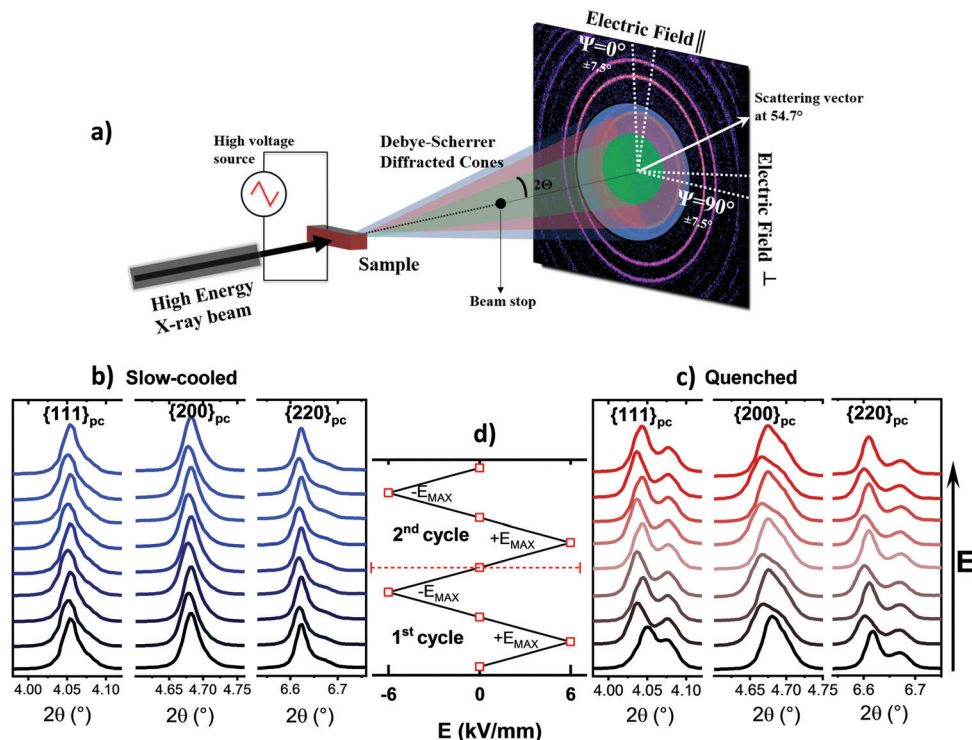 a)
High voltage
source
High Energy
X-ray beam
Sample
Debye-Scherrer
Diffracted Cones
2Θ
Beam stop
Electric Field ∥
Ψ=0°
±7.5°
Scattering vector
at 54.7°
Ψ=90°
±7.5°
Electric Field ⊥
b) Slow-cooled
{111}pc
{200}pc
{220}pc
4.00 4.05 4.10
4.65 4.70 4.75
6.6 6.7
2θ (°)
2θ (°)
2θ (°)
d)
-EMAX
2nd cycle
+EMAX
-EMAX
1st cycle
+EMAX
-6 0 6
E (kV/mm)
c) Quenched
{111}pc
{200}pc
{220}pc
4.00 4.05 4.10
4.60 4.65 4.70 4.75
6.6 6.7
2θ (°)
2θ (°)
2θ (°)
E